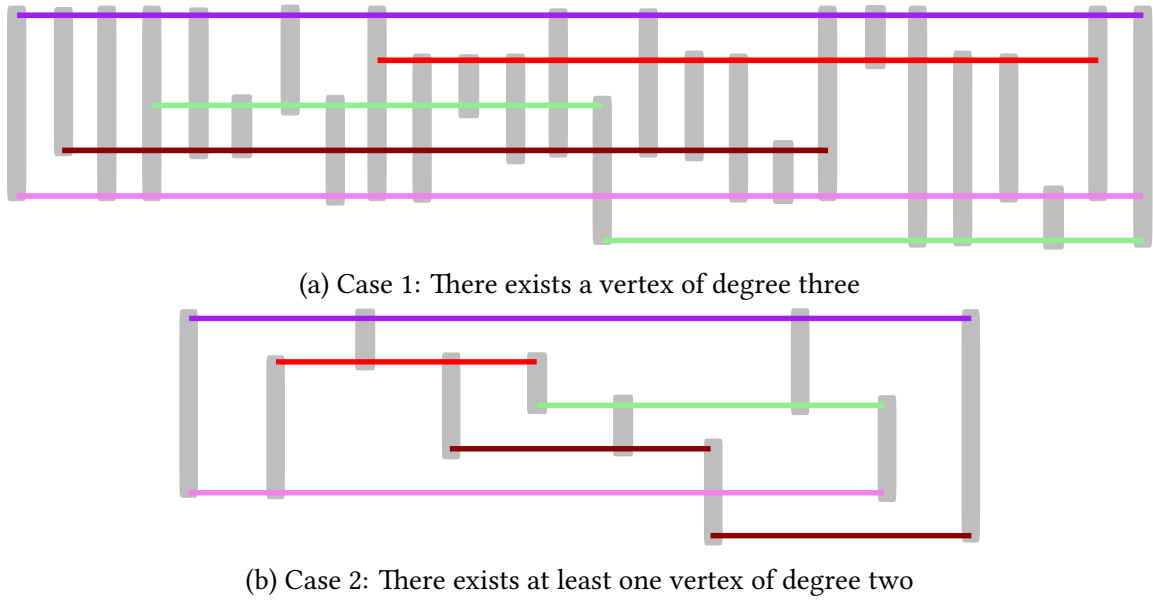 (a) Case 1: There exists a vertex of degree three
(b) Case 2: There exists at least one vertex of degree two